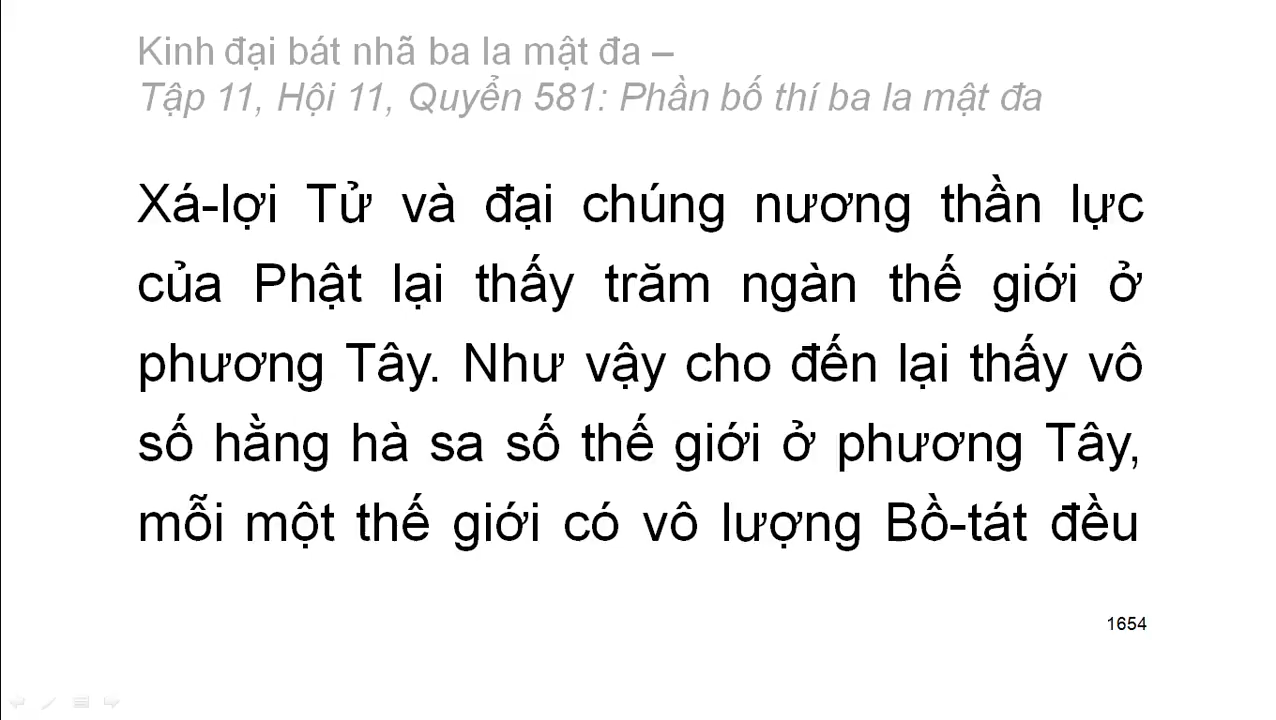 Kinh đại bát nhã ba la mật đa –
Tập 11, Hội 11, Quyển 581: Phần bố thí ba la mật đa
Xá-lợi Tử và đại chúng nương thần lực
của Phật lại thấy trăm ngàn thế giới ở
phương Tây. Như vậy cho đến lại thấy vô
số hằng hà sa số thế giới ở phương Tây,
mỗi một thế giới có vô lượng Bồ-tát đều
1654